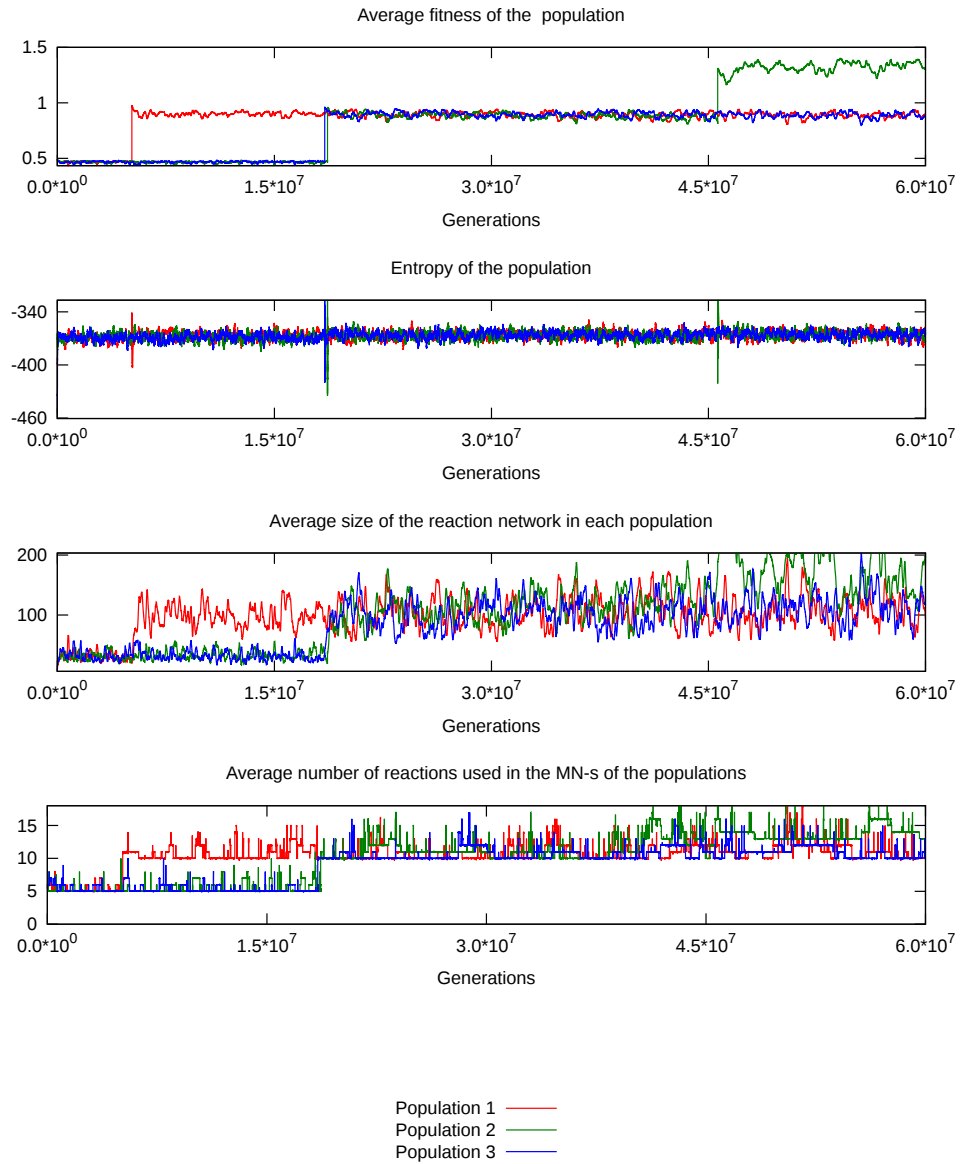 Average fitness of the  population
1.5
1
0.5
0.0*10^0 1.5*10^7 3.0*10^7 4.5*10^7 6.0*10^7
Generations
Entropy of the population
-340
-400
-460
0.0*10^0 1.5*10^7 3.0*10^7 4.5*10^7 6.0*10^7
Generations
Average size of the reaction network in each population
200
100
0.0*10^0 1.5*10^7 3.0*10^7 4.5*10^7 6.0*10^7
Generations
Average number of reactions used in the MN-s of the populations
15
10
5
0
0.0*10^0 1.5*10^7 3.0*10^7 4.5*10^7 6.0*10^7
Generations
Population 1
Population 2
Population 3